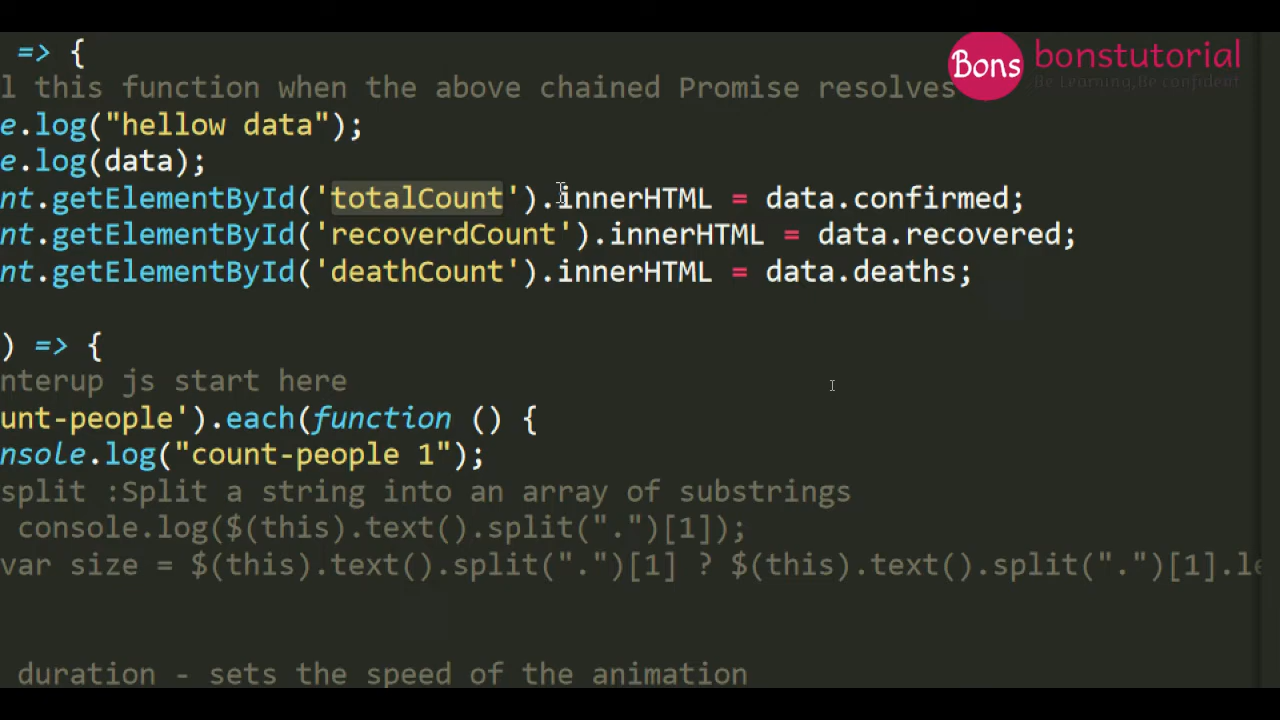 => {
Bons bonstutorial
Be Learning,Be confident
l this function when the above chained Promise resolves
e.log("hellow data");
e.log(data);
nt.getElementById('totalCount').innerHTML = data.confirmed;
nt.getElementById('recoverdCount').innerHTML = data.recovered;
nt.getElementById('deathCount').innerHTML = data.deaths;
) => {
nterup js start here
unt-people').each(function () {
nsole.log("count-people 1");
split :Split a string into an array of substrings
console.log($(this).text().split(".")[1]);
var size = $(this).text().split(".")[1] ? $(this).text().split(".")[1].le
duration - sets the speed of the animation